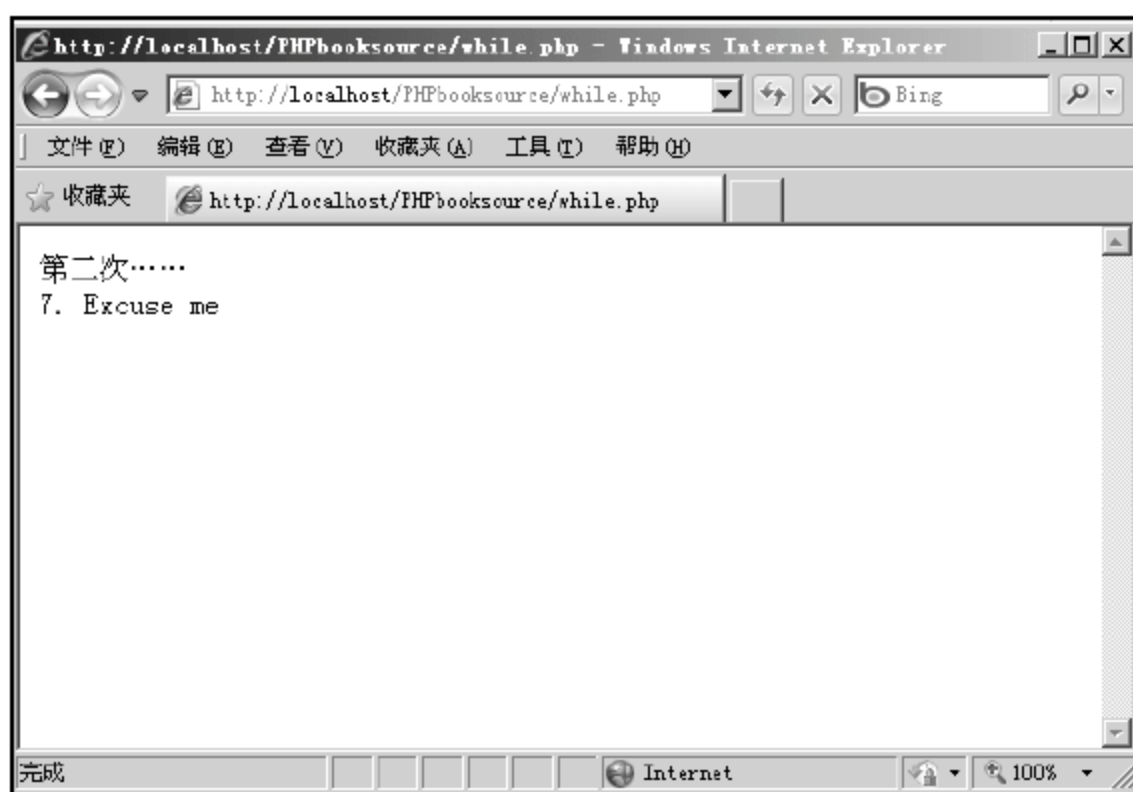 http://localhost/PHPbooksource/while.php - Windows Internet Explorer
http://localhost/PHPbooksource/while.php Bing
文件(F) 编辑(E) 查看(V) 收藏夹(A) 工具(T) 帮助(H)
收藏夹 http://localhost/PHPbooksource/while.php
第二次……
7. Excuse me
完成 Internet 100%